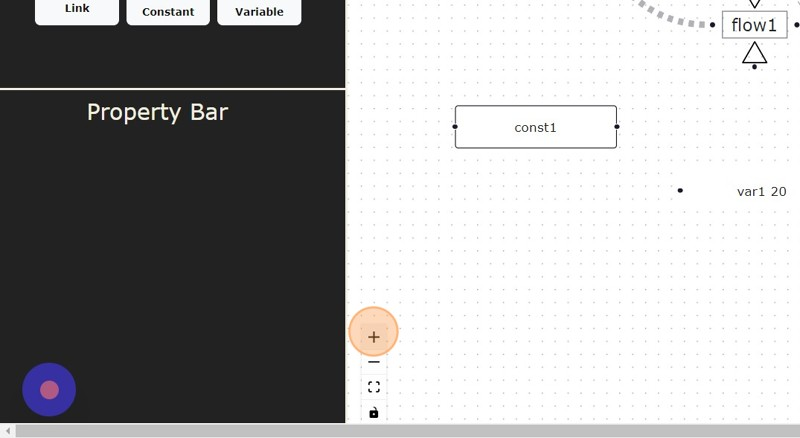 Link
Constant
Variable
Property Bar
flow1
const1
var1 20